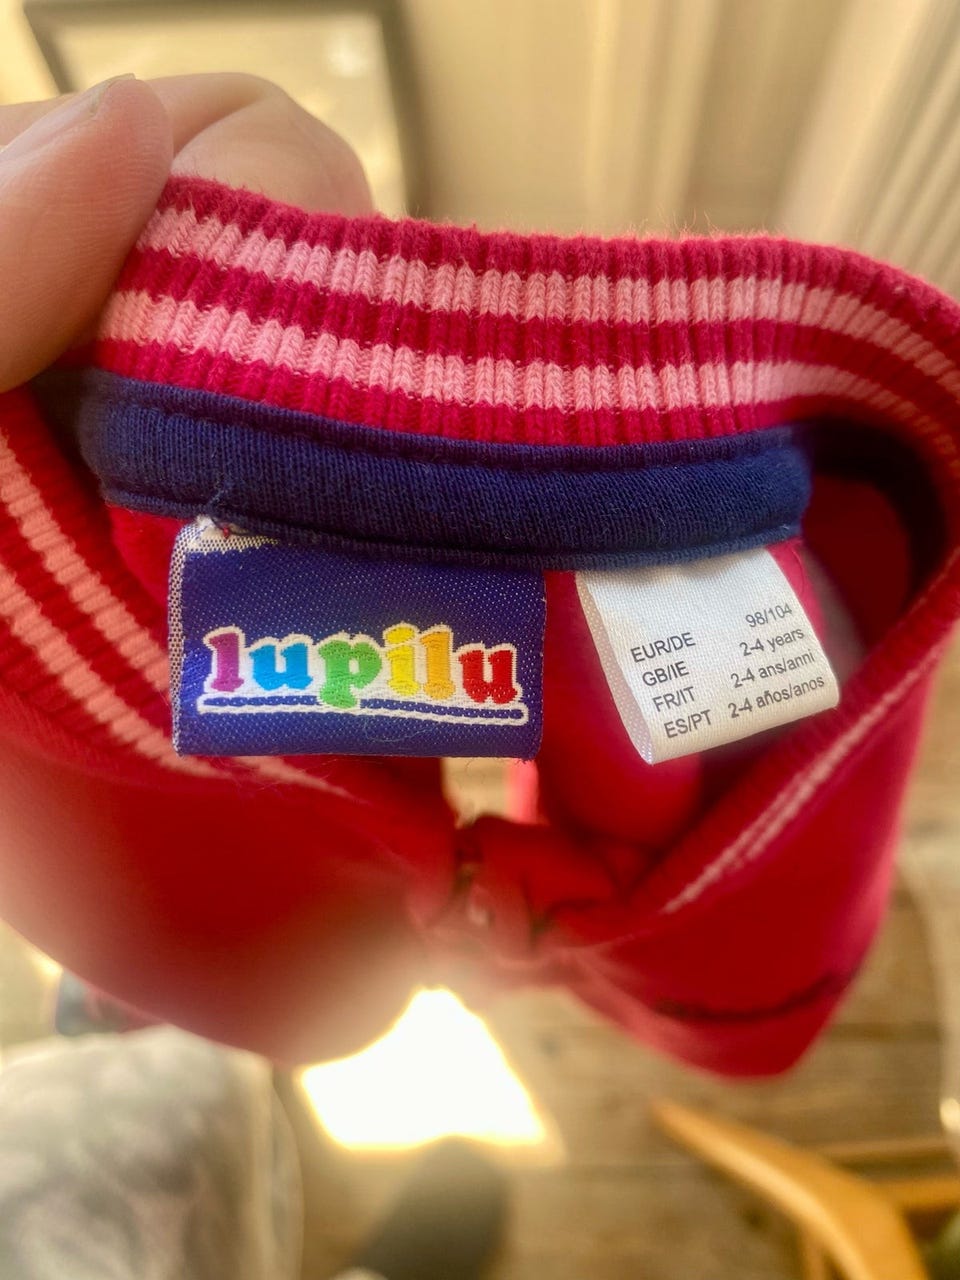 lupilu
EUR/DE 98/104
GB/IE 2-4 years
FR/IT 2-4 ans/anni
ES/PT 2-4 años/anos